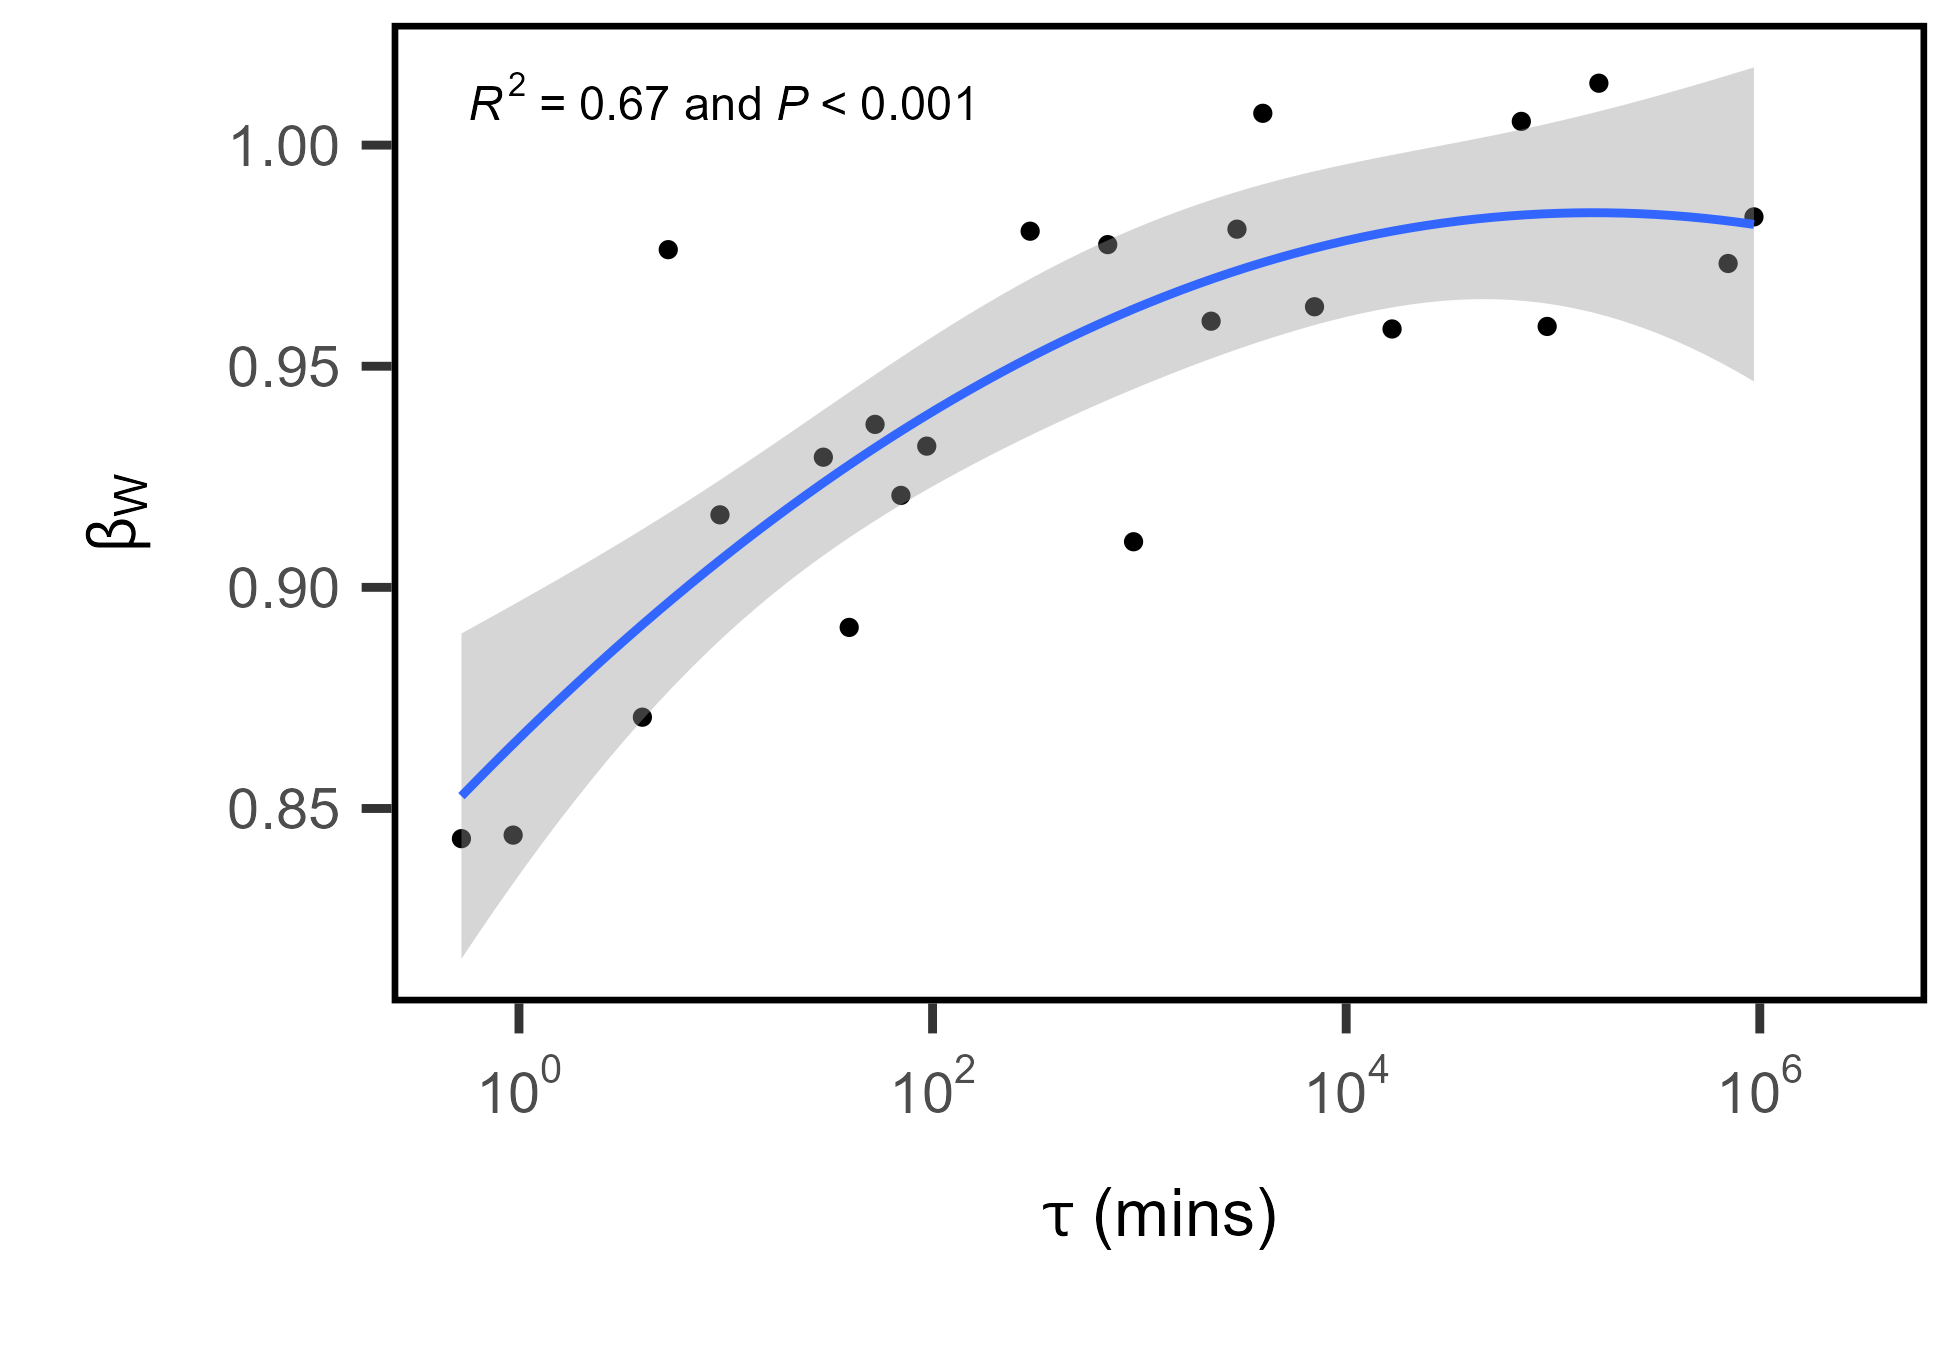 R² = 0.67 and P < 0.001
1.00
0.95
0.90
0.85
βW
10⁰ 10² 10⁴ 10⁶
τ (mins)